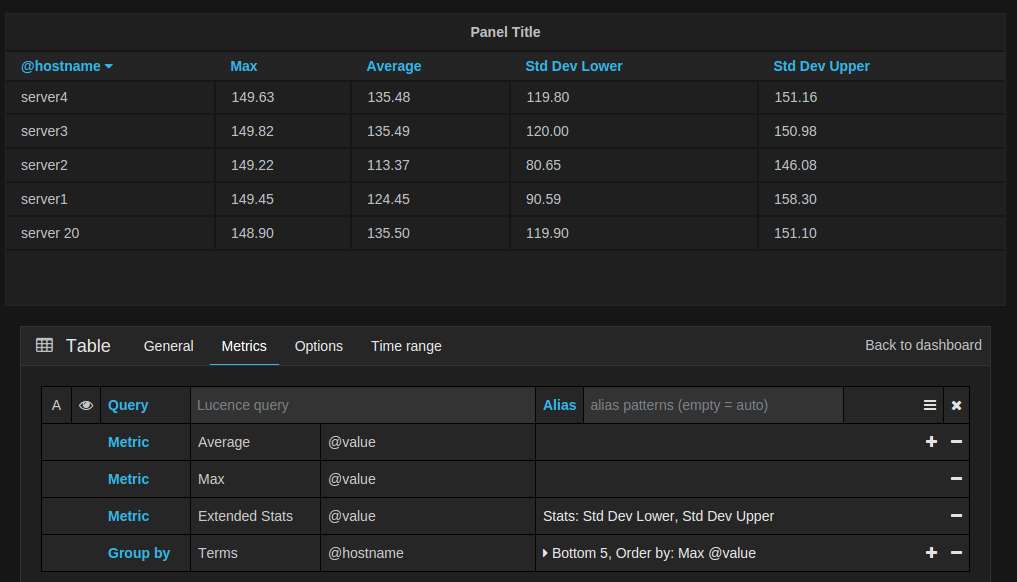 Panel Title
@hostname Max Average Std Dev Lower Std Dev Upper
server4 149.63 135.48 119.80 151.16
server3 149.82 135.49 120.00 150.98
server2 149.22 113.37 80.65 146.08
server1 149.45 124.45 90.59 158.30
server 20 148.90 135.50 119.90 151.10
Table General Metrics Options Time range Back to dashboard
A Query Lucence query Alias alias patterns (empty = auto)
Metric Average @value
Metric Max @value
Metric Extended Stats @value Stats: Std Dev Lower, Std Dev Upper
Group by Terms @hostname Bottom 5, Order by: Max @value